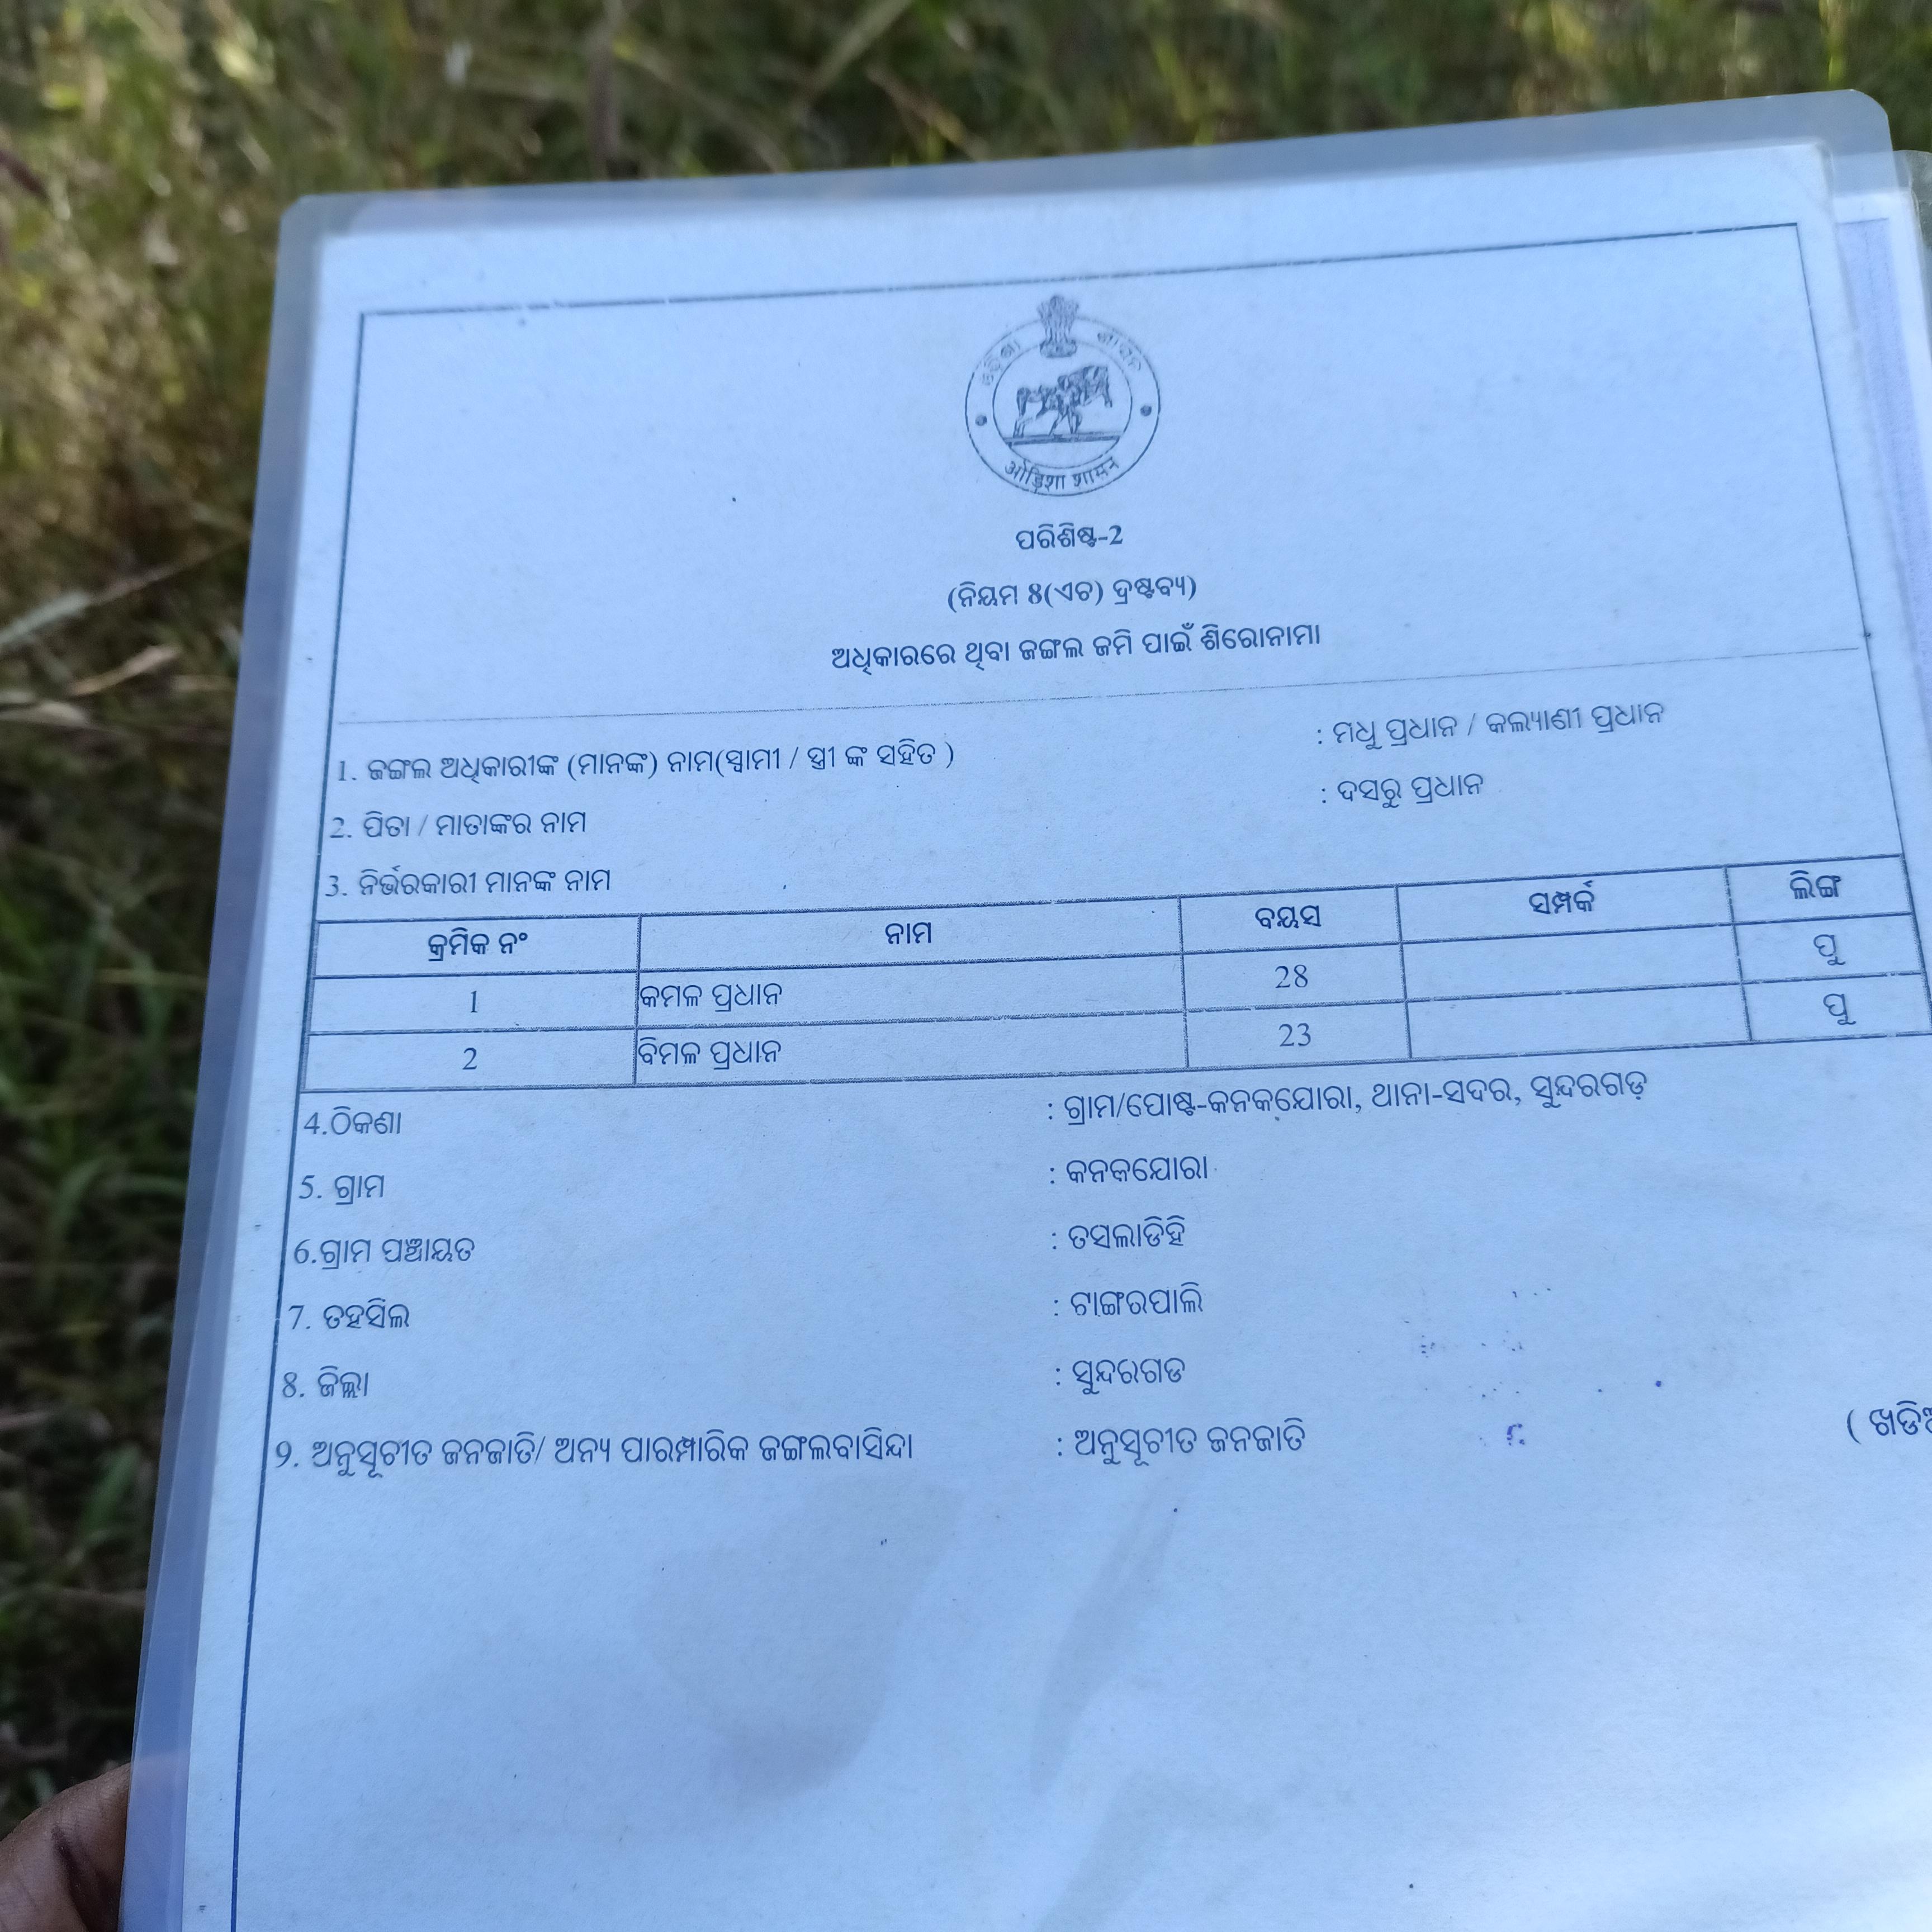 ଓଡ଼ିଶା ଶାସନ
ओड़िशा शासन
ପରିଶିଷ୍ଟ-2
(ନିୟମ 8(ଏଚ) ଦ୍ରଷ୍ଟବ୍ୟ)
ଅଧିକାରରେ ଥିବା ଜଙ୍ଗଲ ଜମି ପାଇଁ ଶିରୋନାମା
1. ଜଙ୍ଗଲ ଅଧିକାରୀଙ୍କ (ମାନଙ୍କ) ନାମ(ସ୍ୱାମୀ / ସ୍ତ୍ରୀ ଙ୍କ ସହିତ ) : ମଧୁ ପ୍ରଧାନ / କଲ୍ୟାଣୀ ପ୍ରଧାନ
2. ପିତା / ମାତାଙ୍କର ନାମ : ଦସରୁ ପ୍ରଧାନ
3. ନିର୍ଭରକାରୀ ମାନଙ୍କ ନାମ
କ୍ରମିକ ନଂ ନାମ ବୟସ ସମ୍ପର୍କ ଲିଙ୍ଗ
1 କମଳ ପ୍ରଧାନ 28 ପୁ
2 ବିମଳ ପ୍ରଧାନ 23 ପୁ
4.ଠିକଣା : ଗ୍ରାମ/ପୋଷ୍ଟ-କନକଯୋରା, ଥାନା-ସଦର, ସୁନ୍ଦରଗଡ଼
5. ଗ୍ରାମ : କନକଯୋରା
6.ଗ୍ରାମ ପଞ୍ଚାୟତ : ତସଲାଡିହି
7. ତହସିଲ : ଟାଙ୍ଗରପାଲି
8. ଜିଲ୍ଲା : ସୁନ୍ଦରଗଡ
9. ଅନୁସୂଚୀତ ଜନଜାତି/ ଅନ୍ୟ ପାରମ୍ପାରିକ ଜଙ୍ଗଲବାସିନ୍ଦା : ଅନୁସୂଚୀତ ଜନଜାତି